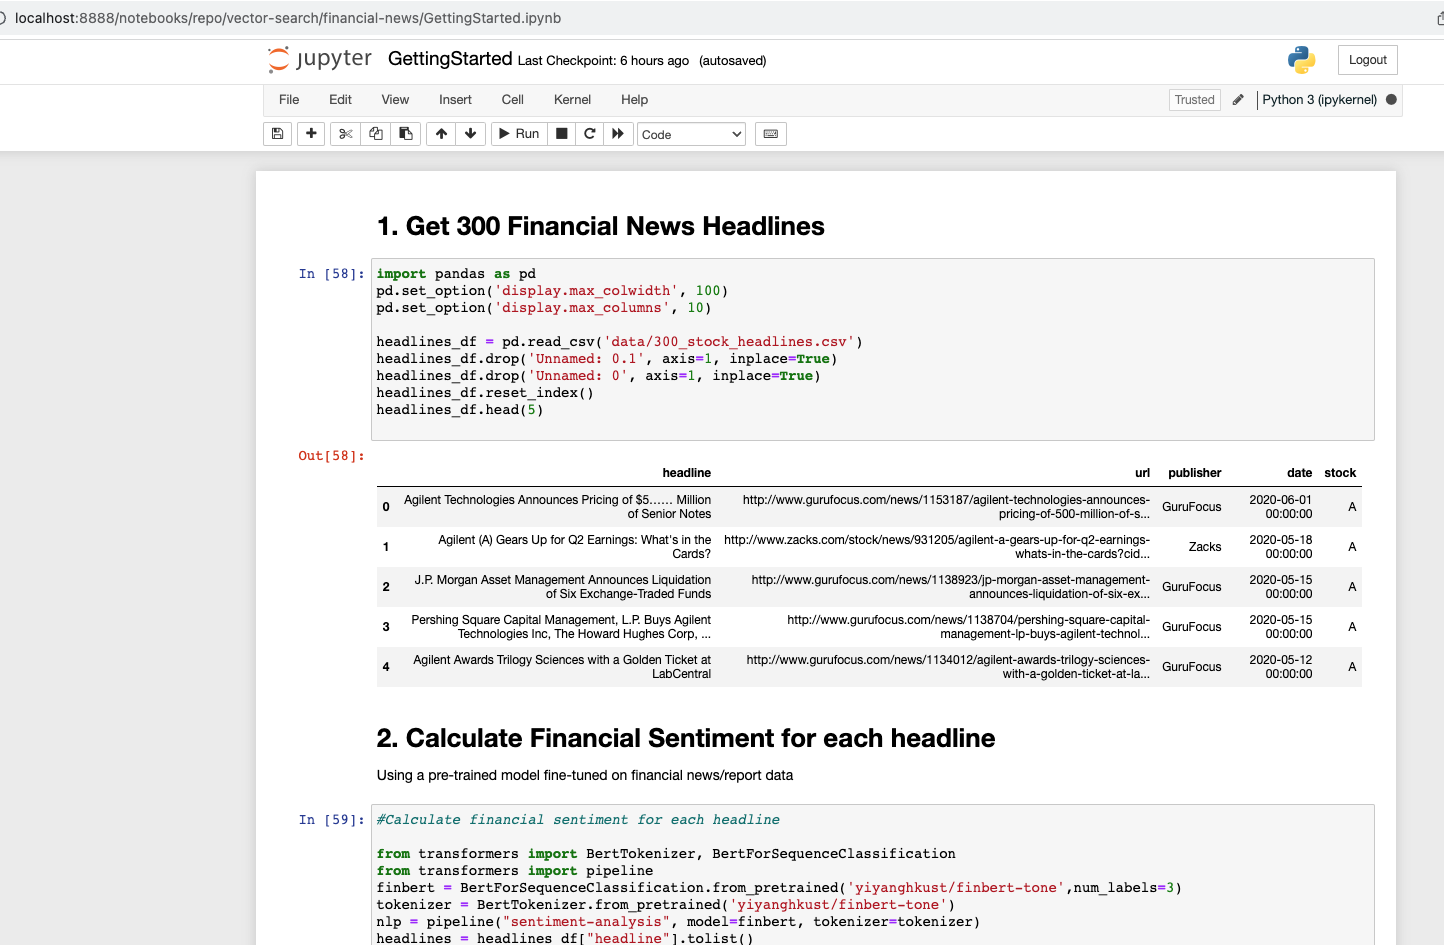 localhost:8888/notebooks/repo/vector-search/financial-news/GettingStarted.ipynb
jupyter GettingStarted Last Checkpoint: 6 hours ago (autosaved) Logout
File Edit View Insert Cell Kernel Help Trusted Python 3 (ipykernel)
Run Code
1. Get 300 Financial News Headlines
In [58]: import pandas as pd
pd.set_option('display.max_colwidth', 100)
pd.set_option('display.max_columns', 10)
headlines_df = pd.read_csv('data/300_stock_headlines.csv')
headlines_df.drop('Unnamed: 0.1', axis=1, inplace=True)
headlines_df.drop('Unnamed: 0', axis=1, inplace=True)
headlines_df.reset_index()
headlines_df.head(5)
Out[58]:
headline url publisher date stock
0 Agilent Technologies Announces Pricing of $5…… Million http://www.gurufocus.com/news/1153187/agilent-technologies-announces- GuruFocus 2020-06-01 A
of Senior Notes pricing-of-500-million-of-s... 00:00:00
1 Agilent (A) Gears Up for Q2 Earnings: What's in the http://www.zacks.com/stock/news/931205/agilent-a-gears-up-for-q2-earnings- Zacks 2020-05-18 A
Cards? whats-in-the-cards?cid... 00:00:00
2 J.P. Morgan Asset Management Announces Liquidation http://www.gurufocus.com/news/1138923/jp-morgan-asset-management- GuruFocus 2020-05-15 A
of Six Exchange-Traded Funds announces-liquidation-of-six-ex... 00:00:00
3 Pershing Square Capital Management, L.P. Buys Agilent http://www.gurufocus.com/news/1138704/pershing-square-capital- GuruFocus 2020-05-15 A
Technologies Inc, The Howard Hughes Corp, ... management-lp-buys-agilent-technol... 00:00:00
4 Agilent Awards Trilogy Sciences with a Golden Ticket at http://www.gurufocus.com/news/1134012/agilent-awards-trilogy-sciences- GuruFocus 2020-05-12 A
LabCentral with-a-golden-ticket-at-la... 00:00:00
2. Calculate Financial Sentiment for each headline
Using a pre-trained model fine-tuned on financial news/report data
In [59]: #Calculate financial sentiment for each headline
from transformers import BertTokenizer, BertForSequenceClassification
from transformers import pipeline
finbert = BertForSequenceClassification.from_pretrained('yiyanghkust/finbert-tone',num_labels=3)
tokenizer = BertTokenizer.from_pretrained('yiyanghkust/finbert-tone')
nlp = pipeline("sentiment-analysis", model=finbert, tokenizer=tokenizer)
headlines = headlines_df["headline"].tolist()